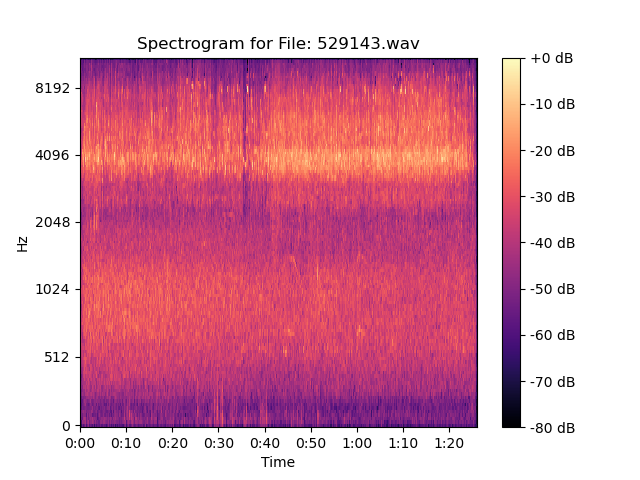 Spectrogram for File: 529143.wav
8192
4096
2048
1024
512
0
Hz
0:00 0:10 0:20 0:30 0:40 0:50 1:00 1:10 1:20
Time
+0 dB
-10 dB
-20 dB
-30 dB
-40 dB
-50 dB
-60 dB
-70 dB
-80 dB